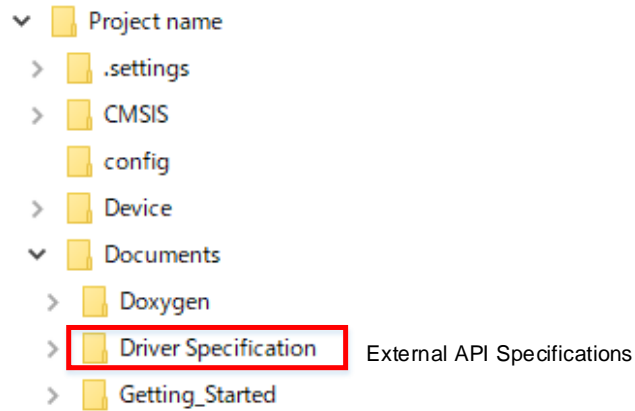 Project name
.settings
CMSIS
config
Device
Documents
Doxygen
Driver Specification External API Specifications
Getting_Started